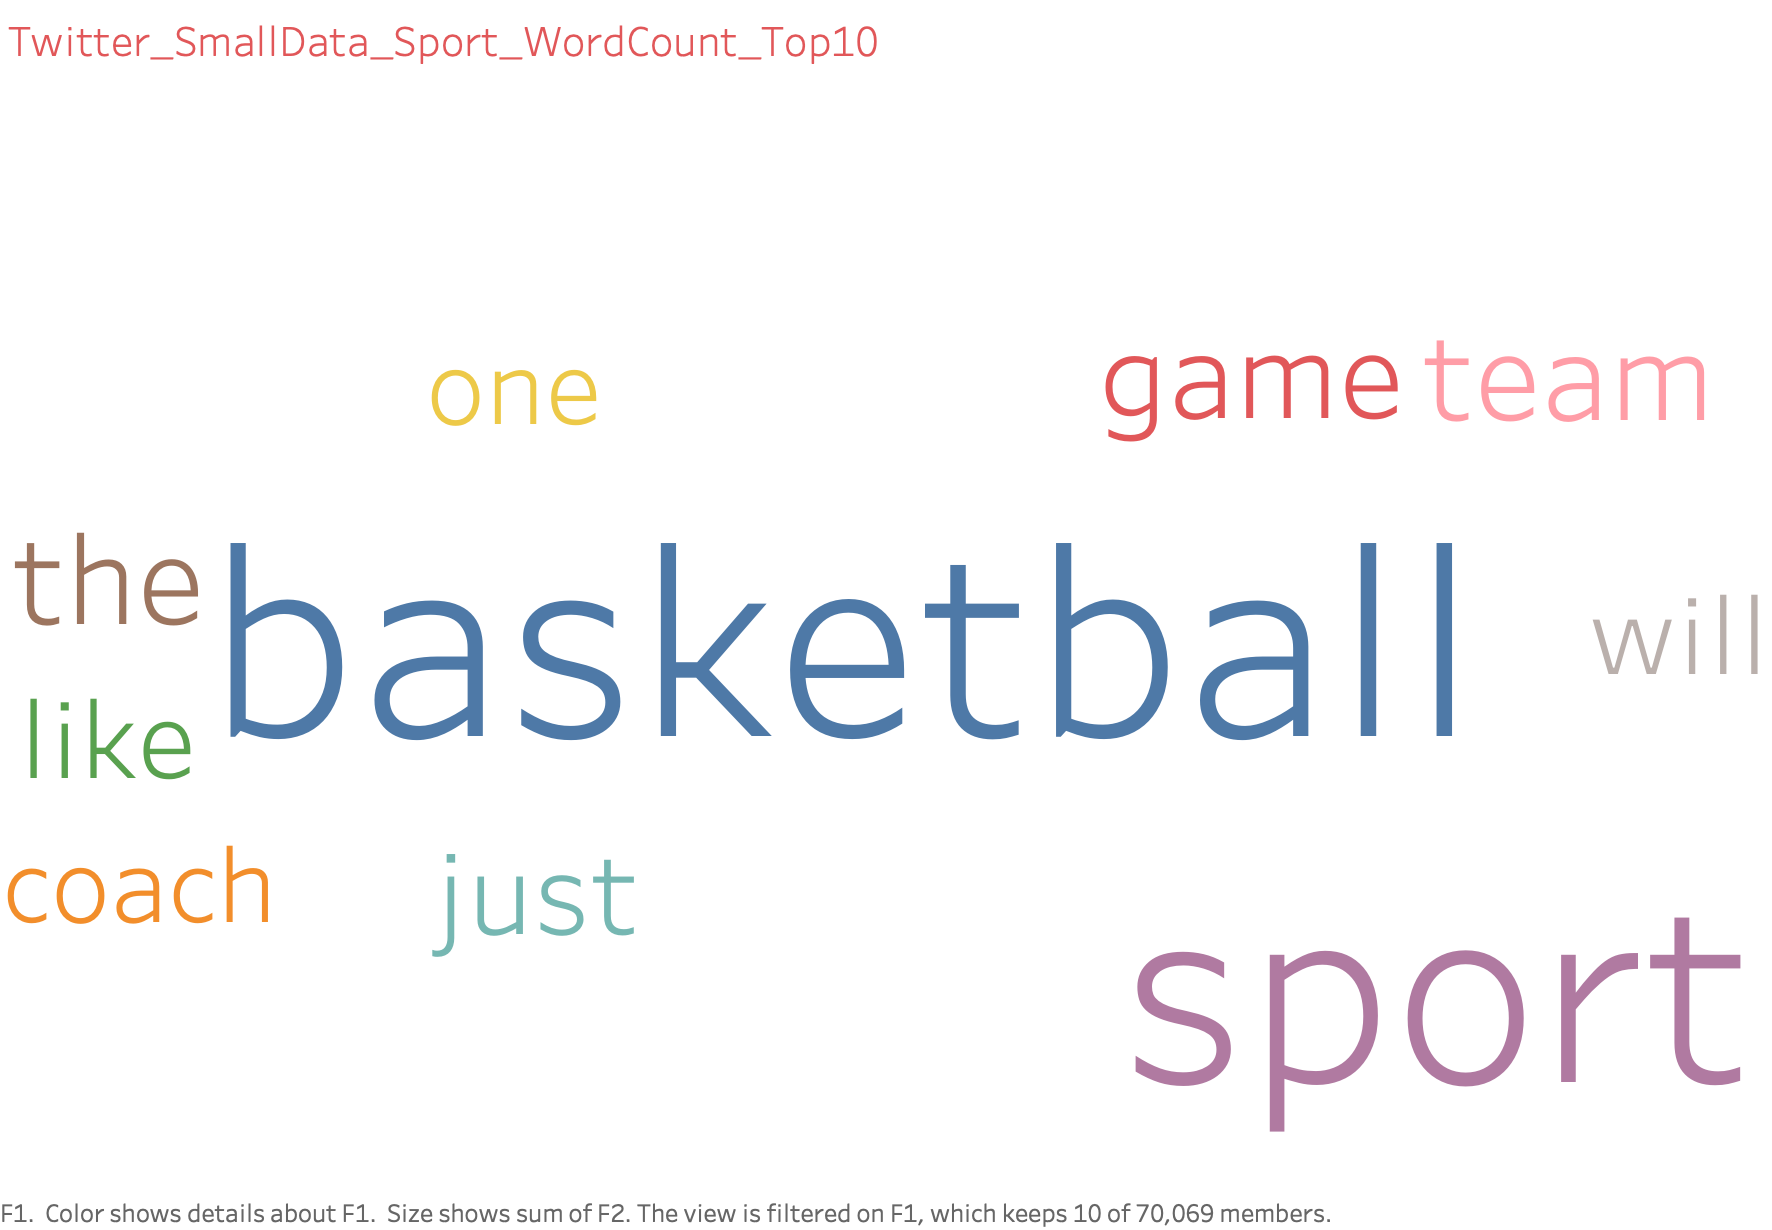 Twitter_SmallData_Sport_WordCount_Top10
one
game team
the
basketball
will
like
coach
just
sport
F1.  Color shows details about F1.  Size shows sum of F2. The view is filtered on F1, which keeps 10 of 70,069 members.